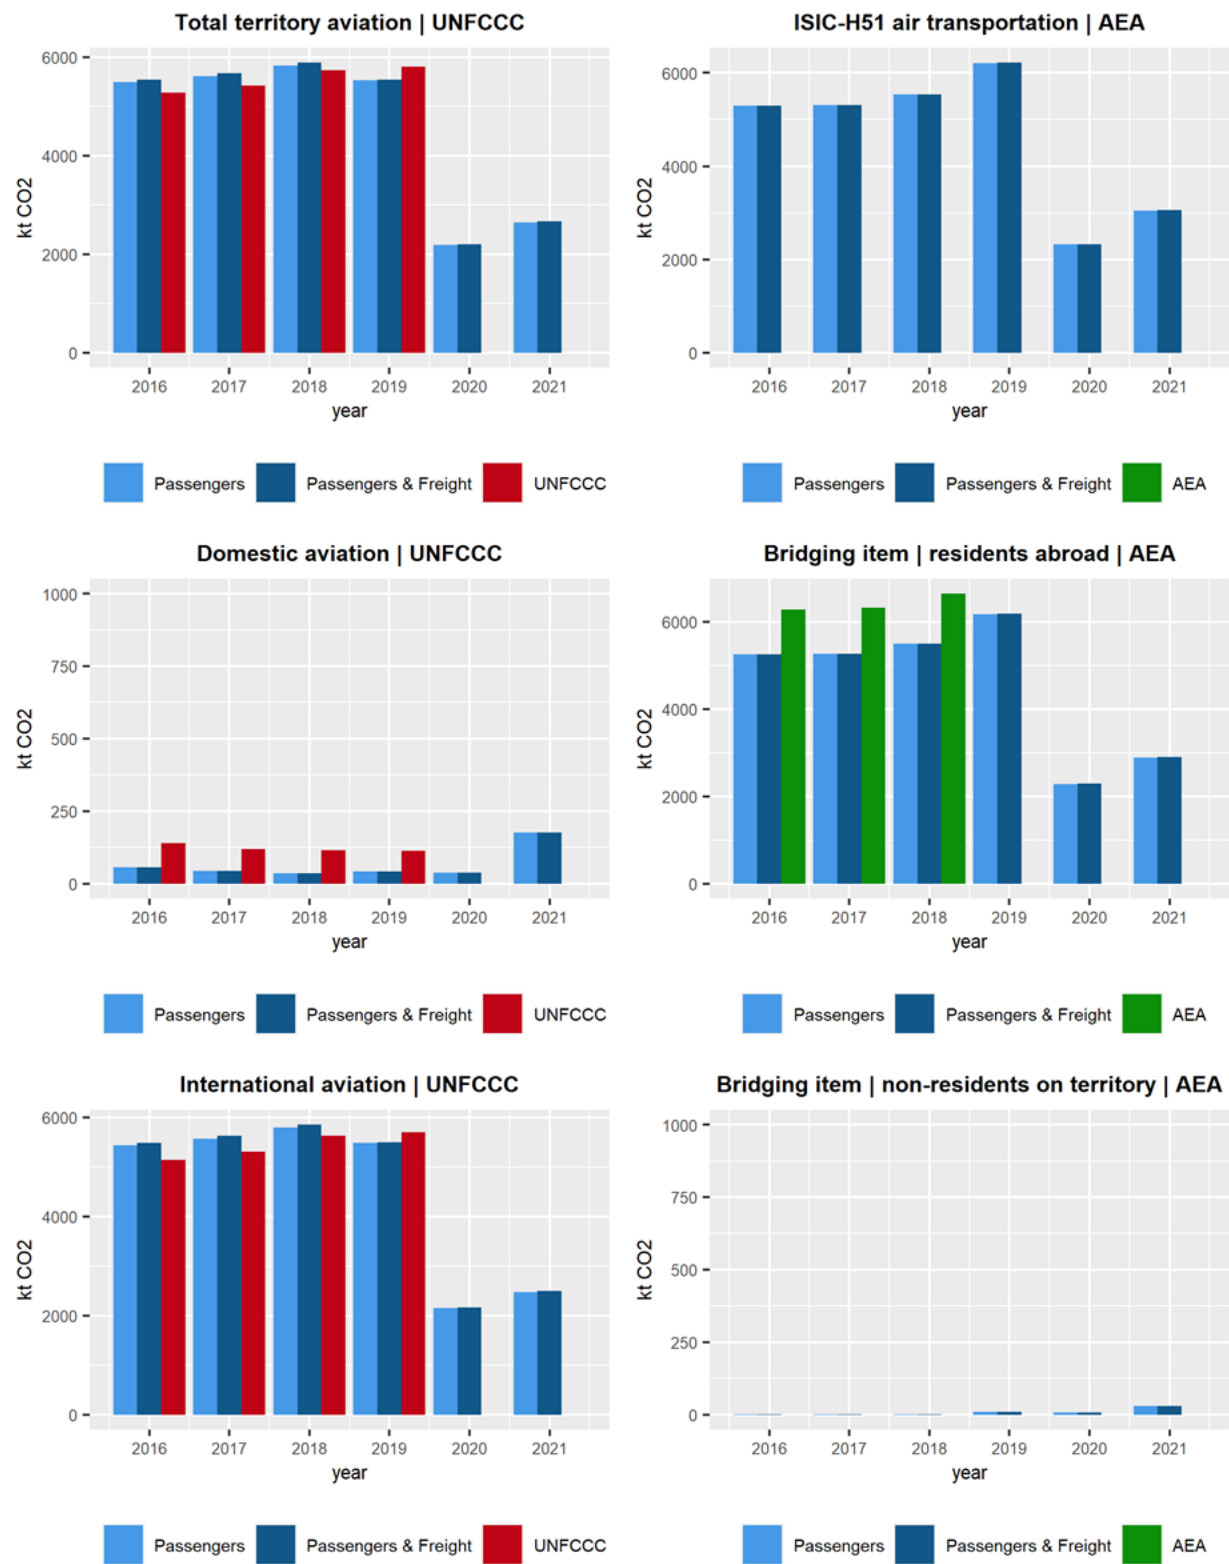 Total territory aviation | UNFCCC
kt CO2
6000
4000
2000
0
2016 2017 2018 2019 2020 2021
year
Passengers Passengers & Freight UNFCCC
ISIC-H51 air transportation | AEA
kt CO2
6000
4000
2000
0
2016 2017 2018 2019 2020 2021
year
Passengers Passengers & Freight AEA
Domestic aviation | UNFCCC
kt CO2
1000
750
500
250
0
2016 2017 2018 2019 2020 2021
year
Passengers Passengers & Freight UNFCCC
Bridging item | residents abroad | AEA
kt CO2
6000
4000
2000
0
2016 2017 2018 2019 2020 2021
year
Passengers Passengers & Freight AEA
International aviation | UNFCCC
kt CO2
6000
4000
2000
0
2016 2017 2018 2019 2020 2021
year
Passengers Passengers & Freight UNFCCC
Bridging item | non-residents on territory | AEA
kt CO2
1000
750
500
250
0
2016 2017 2018 2019 2020 2021
year
Passengers Passengers & Freight AEA